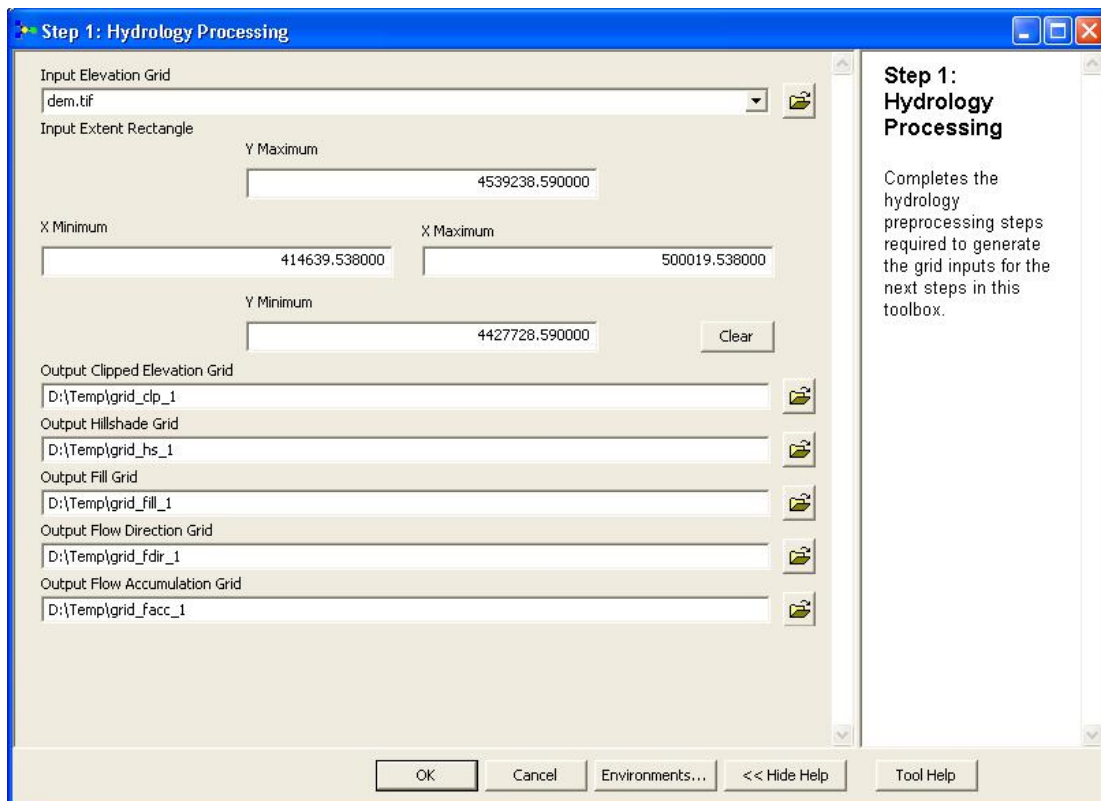 Step 1: Hydrology Processing
Input Elevation Grid
dem.tif
Input Extent Rectangle
Y Maximum
4539238.590000
X Minimum
X Maximum
414639.538000
500019.538000
Y Minimum
4427728.590000
Clear
Output Clipped Elevation Grid
D:\Temp\grid_clp_1
Output Hillshade Grid
D:\Temp\grid_hs_1
Output Fill Grid
D:\Temp\grid_fill_1
Output Flow Direction Grid
D:\Temp\grid_fdir_1
Output Flow Accumulation Grid
D:\Temp\grid_facc_1
Step 1:
Hydrology
Processing
Completes the
hydrology
preprocessing steps
required to generate
the grid inputs for the
next steps in this
toolbox.
OK
Cancel
Environments...
<< Hide Help
Tool Help